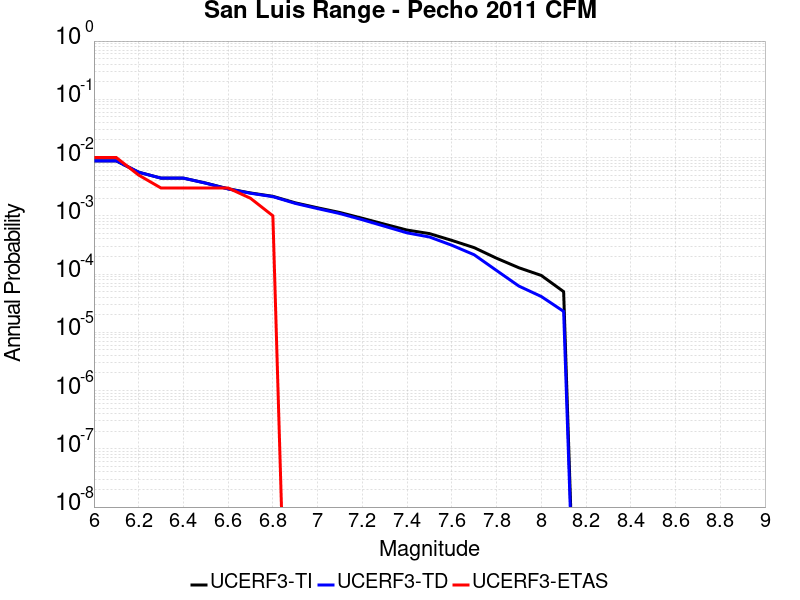 San Luis Range - Pecho 2011 CFM
10^0
10^-1
10^-2
10^-3
10^-4
10^-5
10^-6
10^-7
10^-8
Annual Probability
6 6.2 6.4 6.6 6.8 7 7.2 7.4 7.6 7.8 8 8.2 8.4 8.6 8.8 9
Magnitude
UCERF3-TI UCERF3-TD UCERF3-ETAS